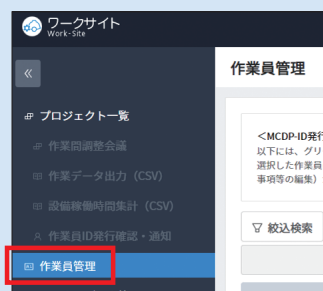 ワークサイト
Work-Site
作業員管理
プロジェクト一覧
作業間調整会議
作業データ出力（CSV）
設備稼働時間集計（CSV）
作業員ID発行確認・通知
作業員管理
＜MCDP-ID発行
以下には、グリ
選択した作業員
事項等の編集）
絞込検索